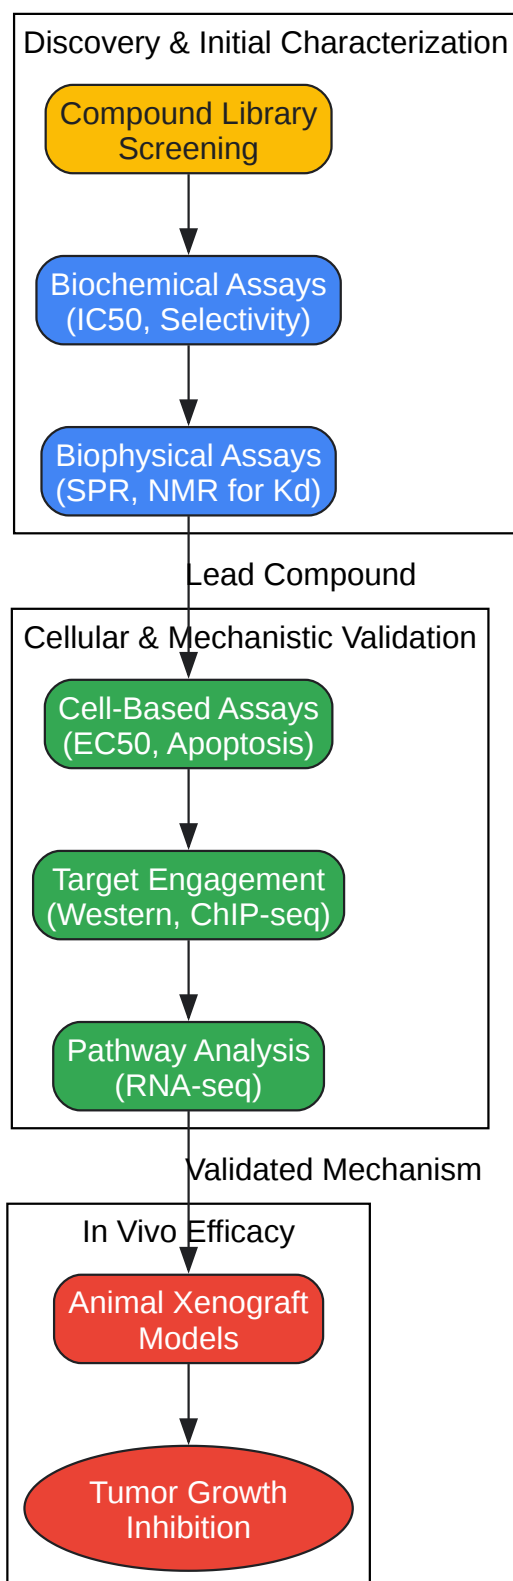 Discovery & Initial Characterization
Compound Library
Screening
Biochemical Assays
(IC50, Selectivity)
Biophysical Assays
(SPR, NMR for Kd)
Lead Compound
Cellular & Mechanistic Validation
Cell-Based Assays
(EC50, Apoptosis)
Target Engagement
(Western, ChIP-seq)
Pathway Analysis
(RNA-seq)
Validated Mechanism
In Vivo Efficacy
Animal Xenograft
Models
Tumor Growth
Inhibition